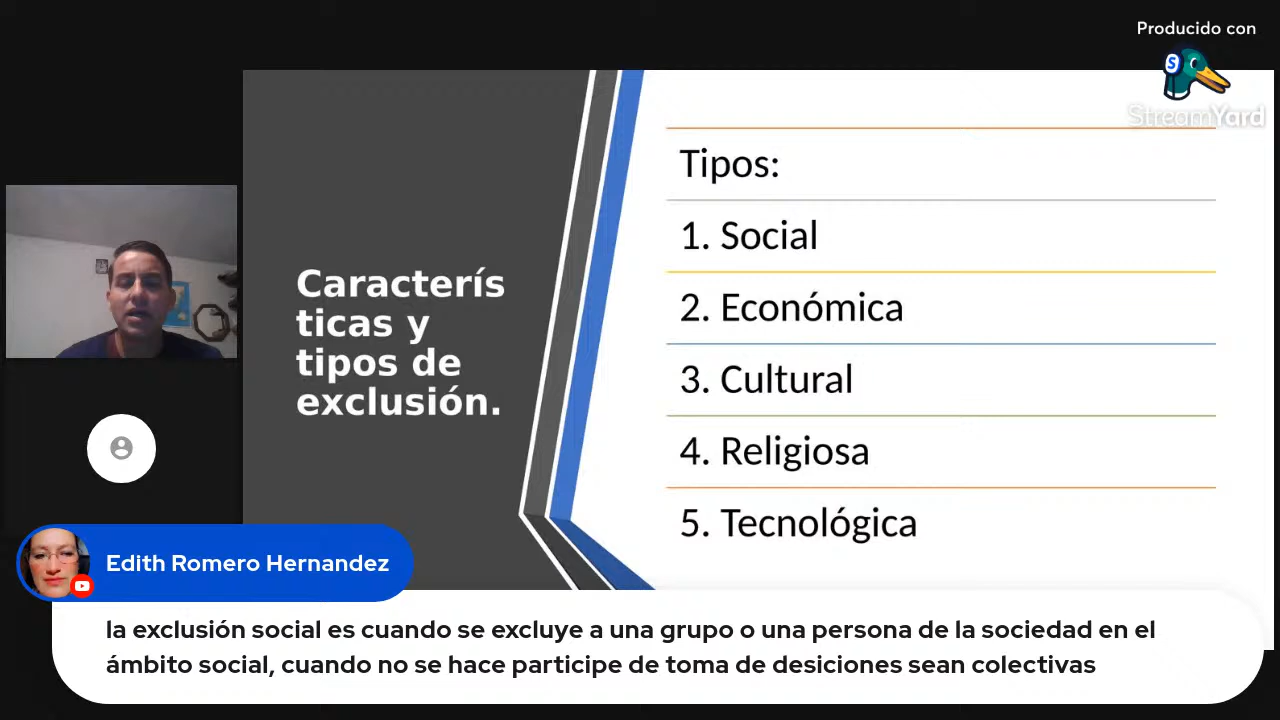 Producido con
StreamYard
Caracterís
ticas y
tipos de
exclusión.
Tipos:
1. Social
2. Económica
3. Cultural
4. Religiosa
5. Tecnológica
Edith Romero Hernandez
la exclusión social es cuando se excluye a una grupo o una persona de la sociedad en el
ámbito social, cuando no se hace participe de toma de desiciones sean colectivas